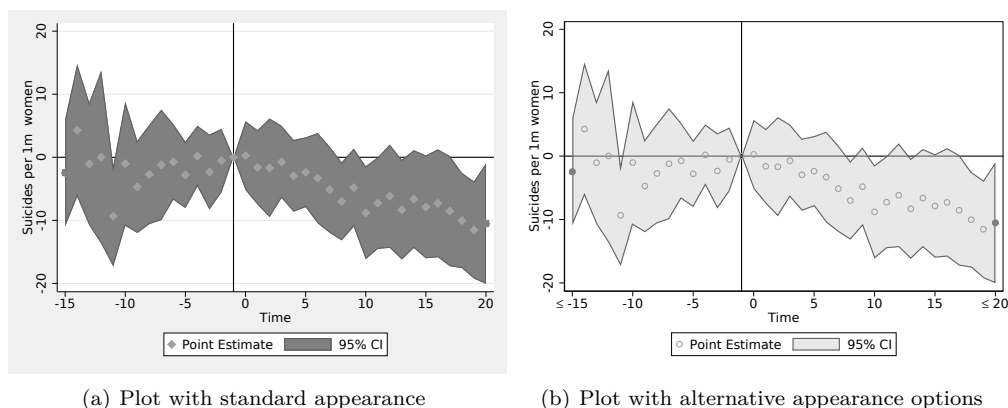 20
10
0
-10
-20
Suicides per 1m women
-15 -10 -5 0 5 10 15 20
Time
Point Estimate 95% CI
(a) Plot with standard appearance
20
10
0
-10
-20
Suicides per 1m women
≤ -15 -10 -5 0 5 10 15 ≤ 20
Time
Point Estimate 95% CI
(b) Plot with alternative appearance options